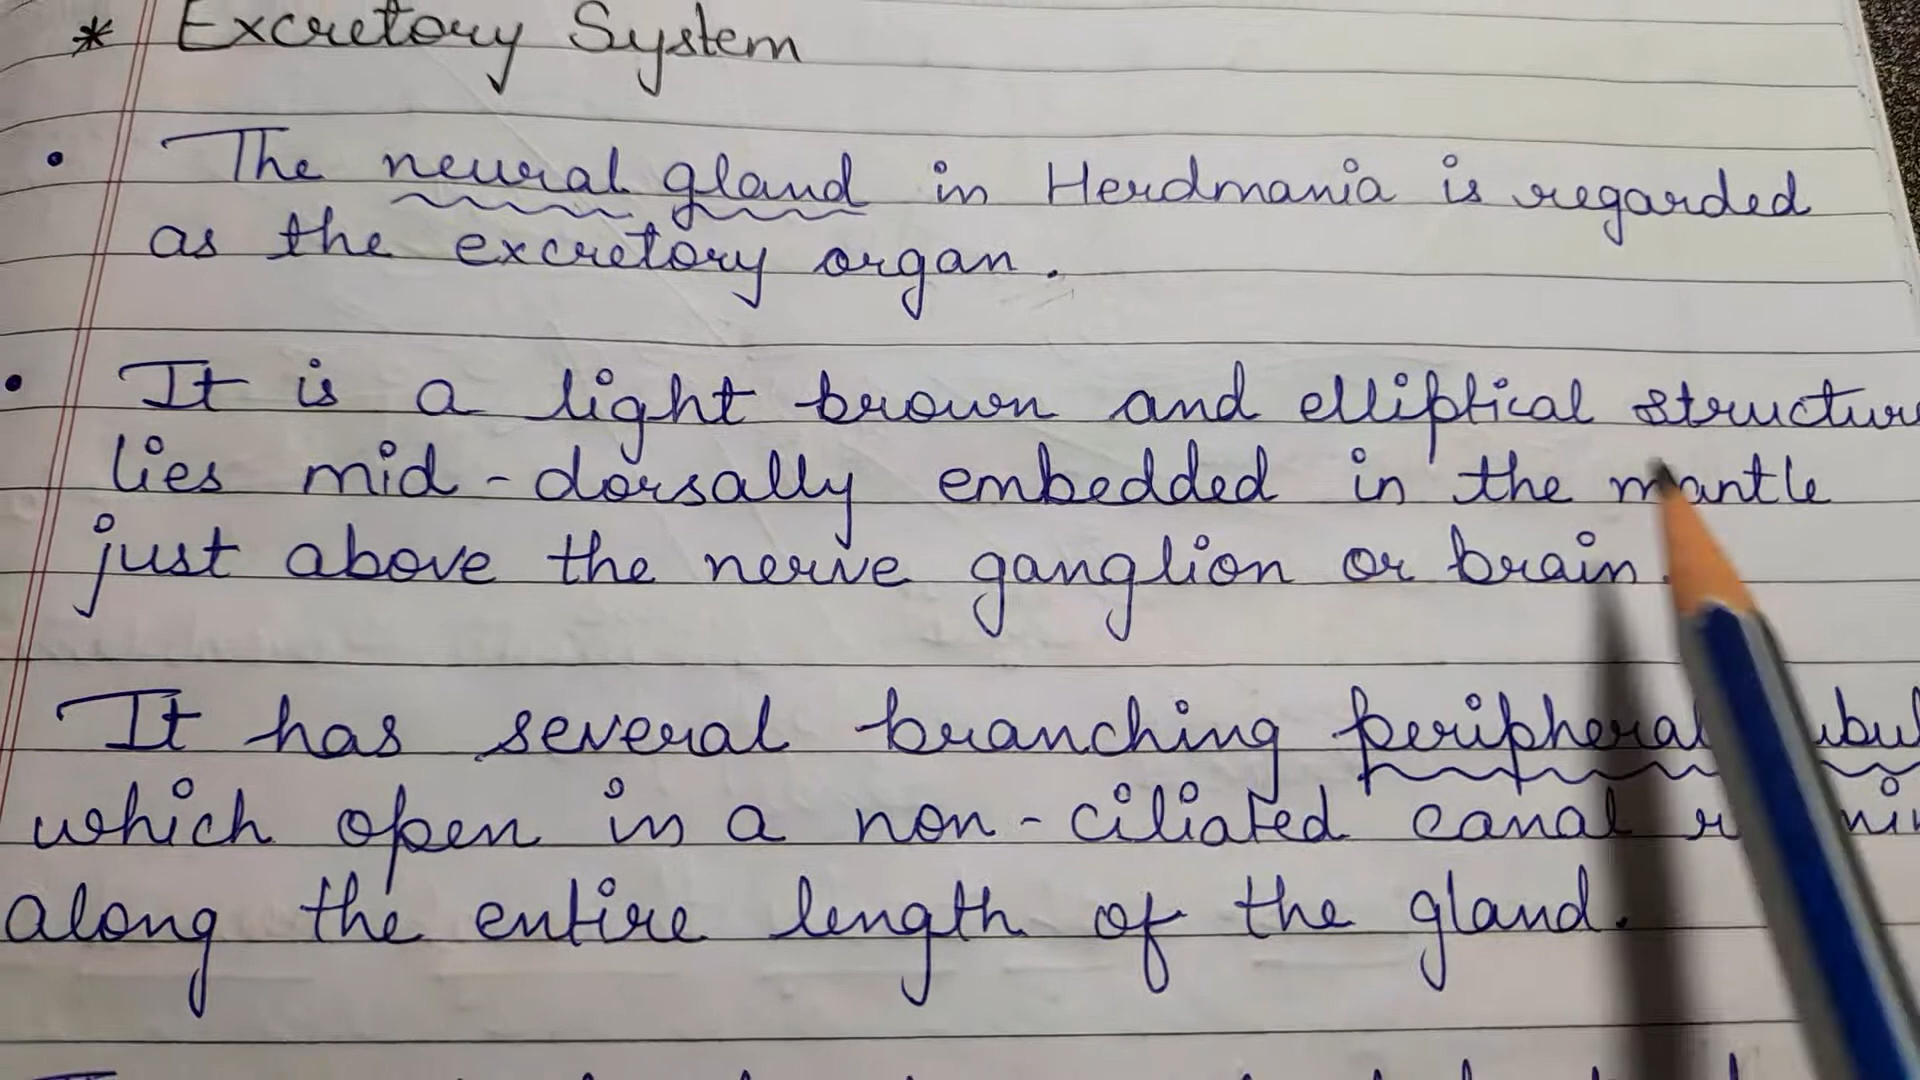 * Excretory System
• The neural gland in Herdmania is regarded
as the excretory organ.
• It is a light brown and elliptical structure
lies mid-dorsally embedded in the mantle
just above the nerve ganglion or brain.
It has several branching peripheral
which open in a non-ciliated canal
along the entire length of the gland.